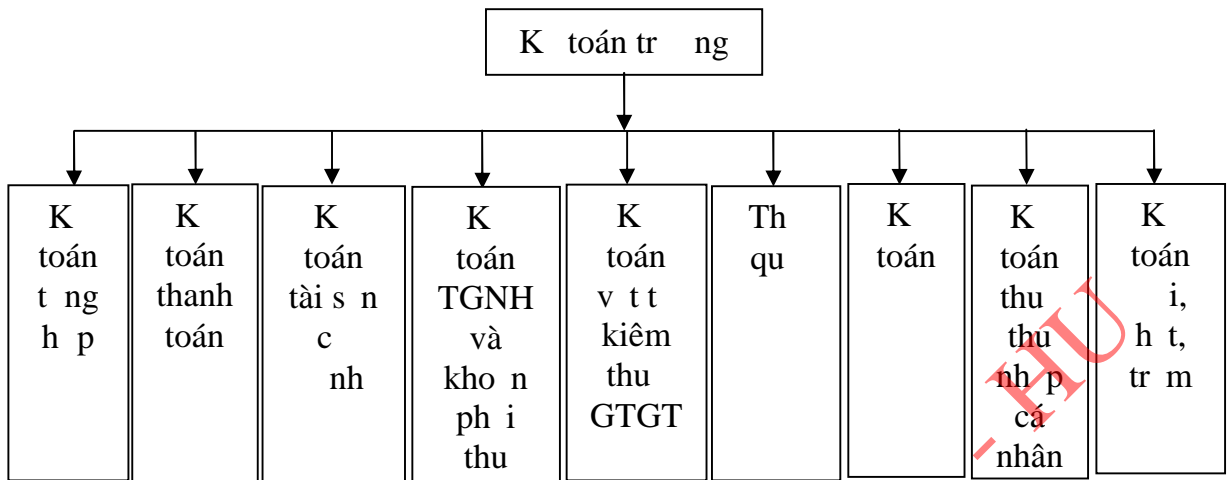 K toán tr ng
K
toán
t ng
h p
K
toán
thanh
toán
K
toán
tài s n
c
nh
K
toán
TGNH
và
kho n
ph i
thu
K
toán
v t t
kiêm
thu
GTGT
Th
qu
K
toán
K
toán
thu
thu
nh p
cá
nhân
K
toán
i,
h t,
tr m
- HU